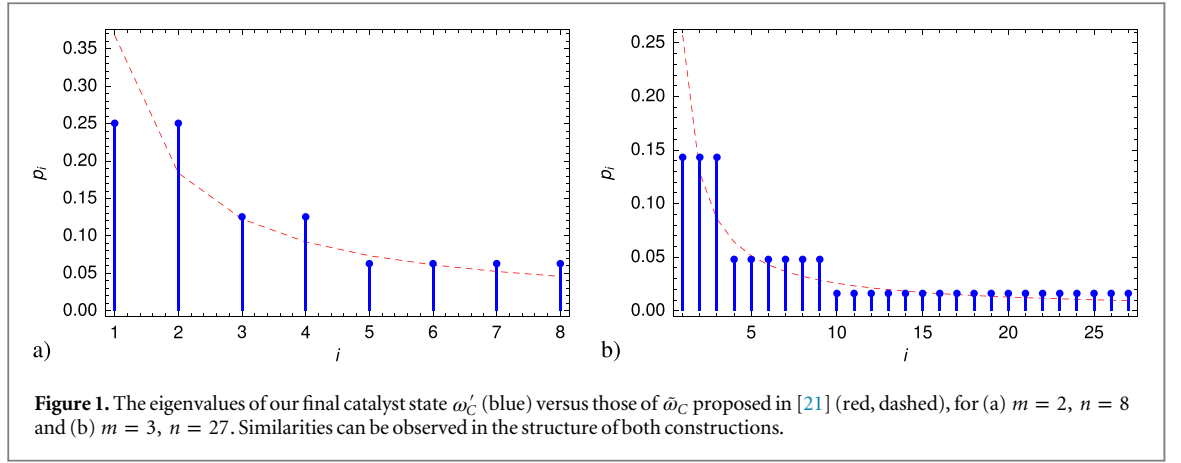 0.35
0.30
0.25
0.20
0.15
0.10
0.05
0.00
p_i
1 2 3 4 5 6 7 8
i
a)
0.25
0.20
0.15
0.10
0.05
0.00
p_i
5 10 15 20 25
i
b)
Figure 1. The eigenvalues of our final catalyst state ω′_C (blue) versus those of ω̃_C proposed in [21] (red, dashed), for (a) m = 2, n = 8
and (b) m = 3, n = 27. Similarities can be observed in the structure of both constructions.